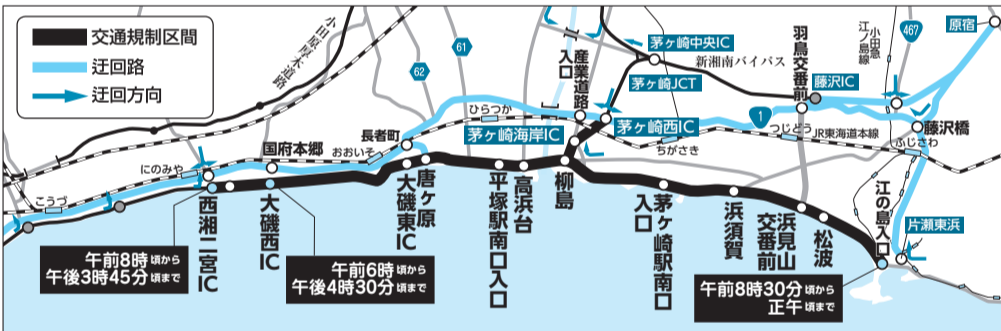 交通規制区間
迂回路
迂回方向
小田原厚木道路
61
62
産業道路入口
茅ヶ崎中央IC
新湘南バイパス
茅ヶ崎JCT
羽鳥交番前
藤沢IC
小田急江ノ島線
467
原宿
長者町
ひらつか
茅ヶ崎海岸IC
茅ヶ崎西IC
1
つじどう
JR東海道本線
藤沢橋
ふじさわ
ちがさき
国府本郷
おおいそ
にのみや
こうづ
西湘二宮IC
大磯西IC
大磯東IC
唐ヶ原
平塚駅南口入口
高浜台
柳島
茅ヶ崎駅南口入口
浜須賀
浜見山交番前
松波
江の島入口
片瀬東浜
午前8時頃から
午後3時45分頃まで
午前6時頃から
午後4時30分頃まで
午前8時30分頃から
正午頃まで